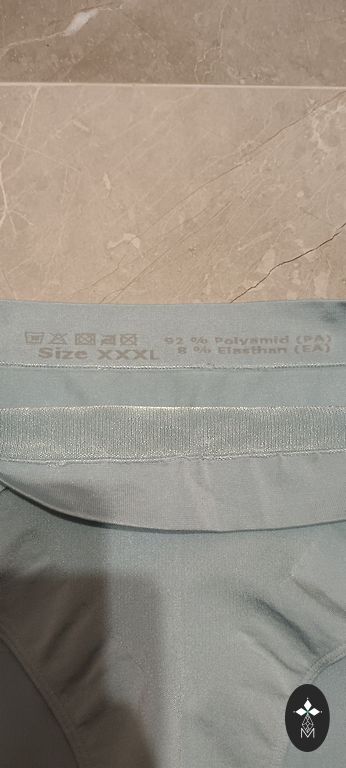 92 % Polyamid (PA)
Size XXXL 8 % Elasthan (EA)
M